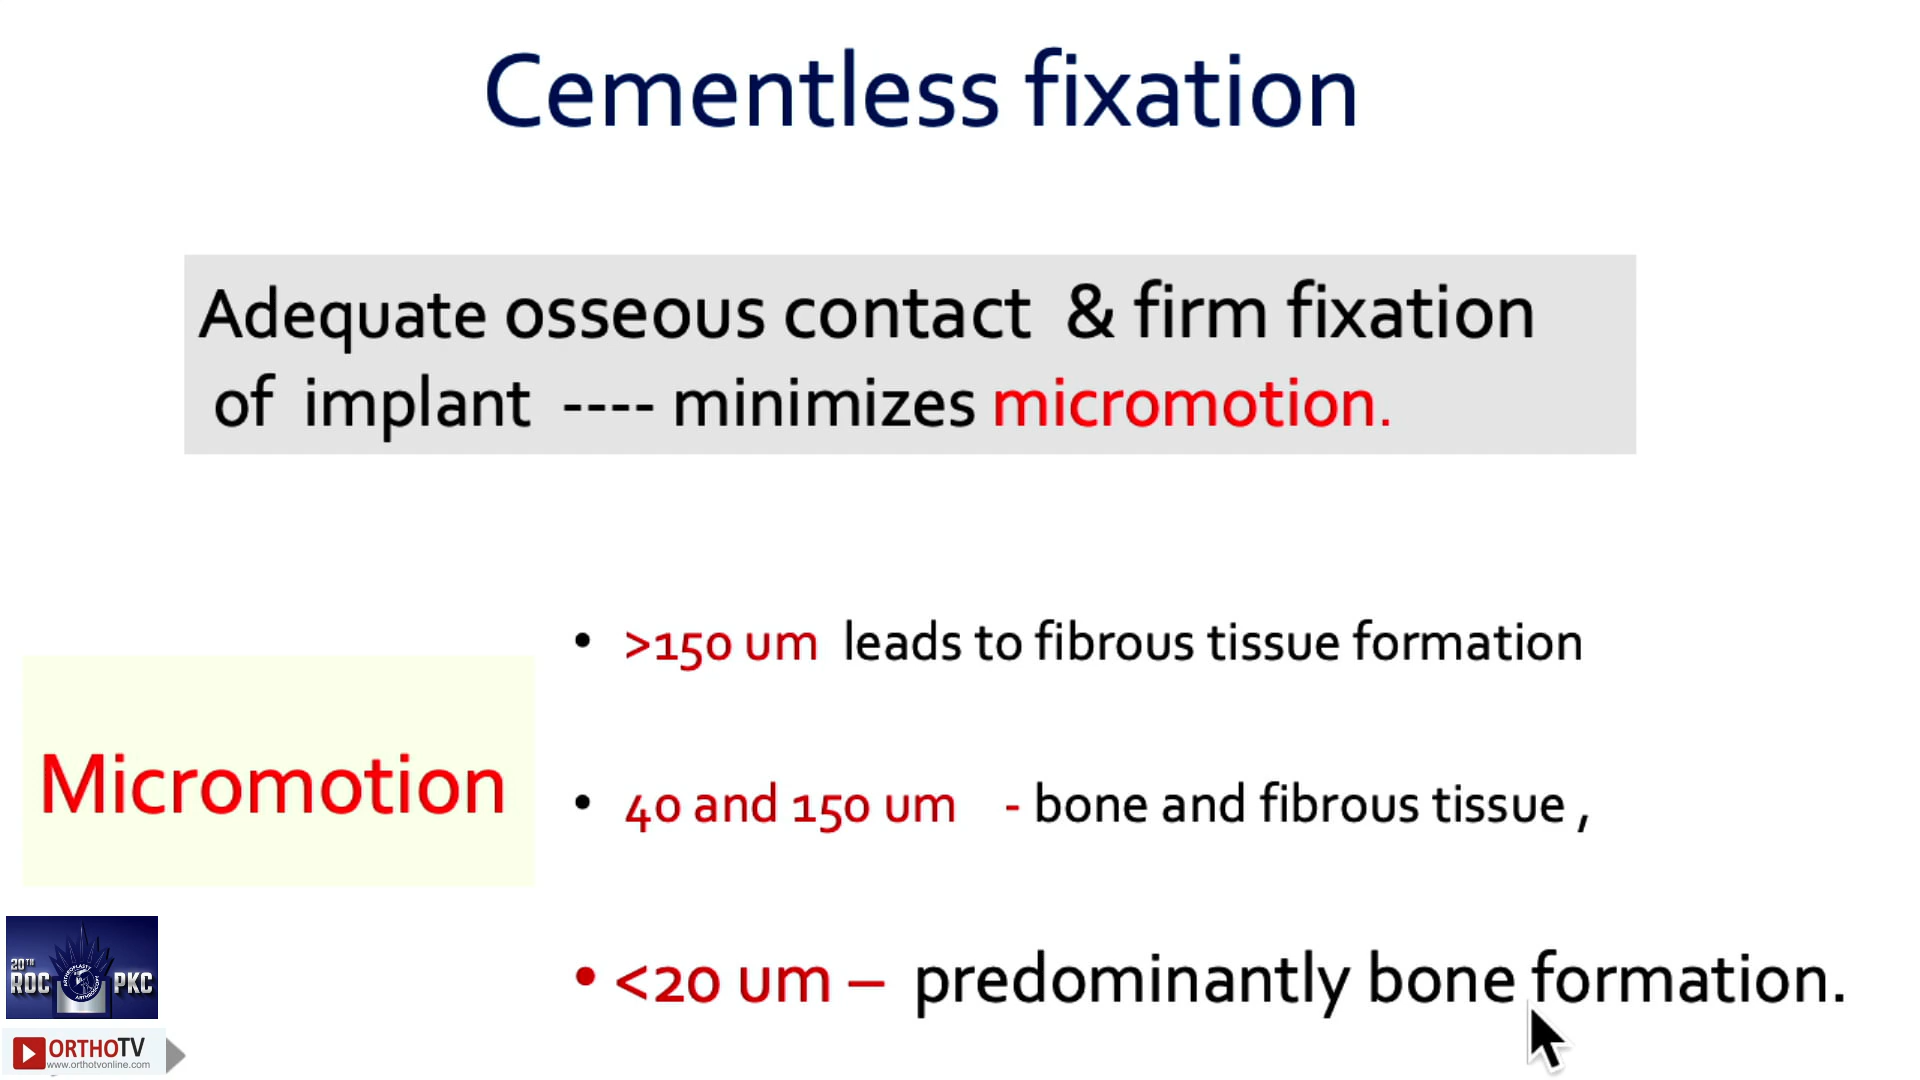 Cementless fixation
Adequate osseous contact & firm fixation
of implant ---- minimizes micromotion.
• >150 um leads to fibrous tissue formation
Micromotion
• 40 and 150 um - bone and fibrous tissue ,
• <20 um – predominantly bone formation.
20TH
ROC PKC
ORTHOTV
www.orthotvonline.com